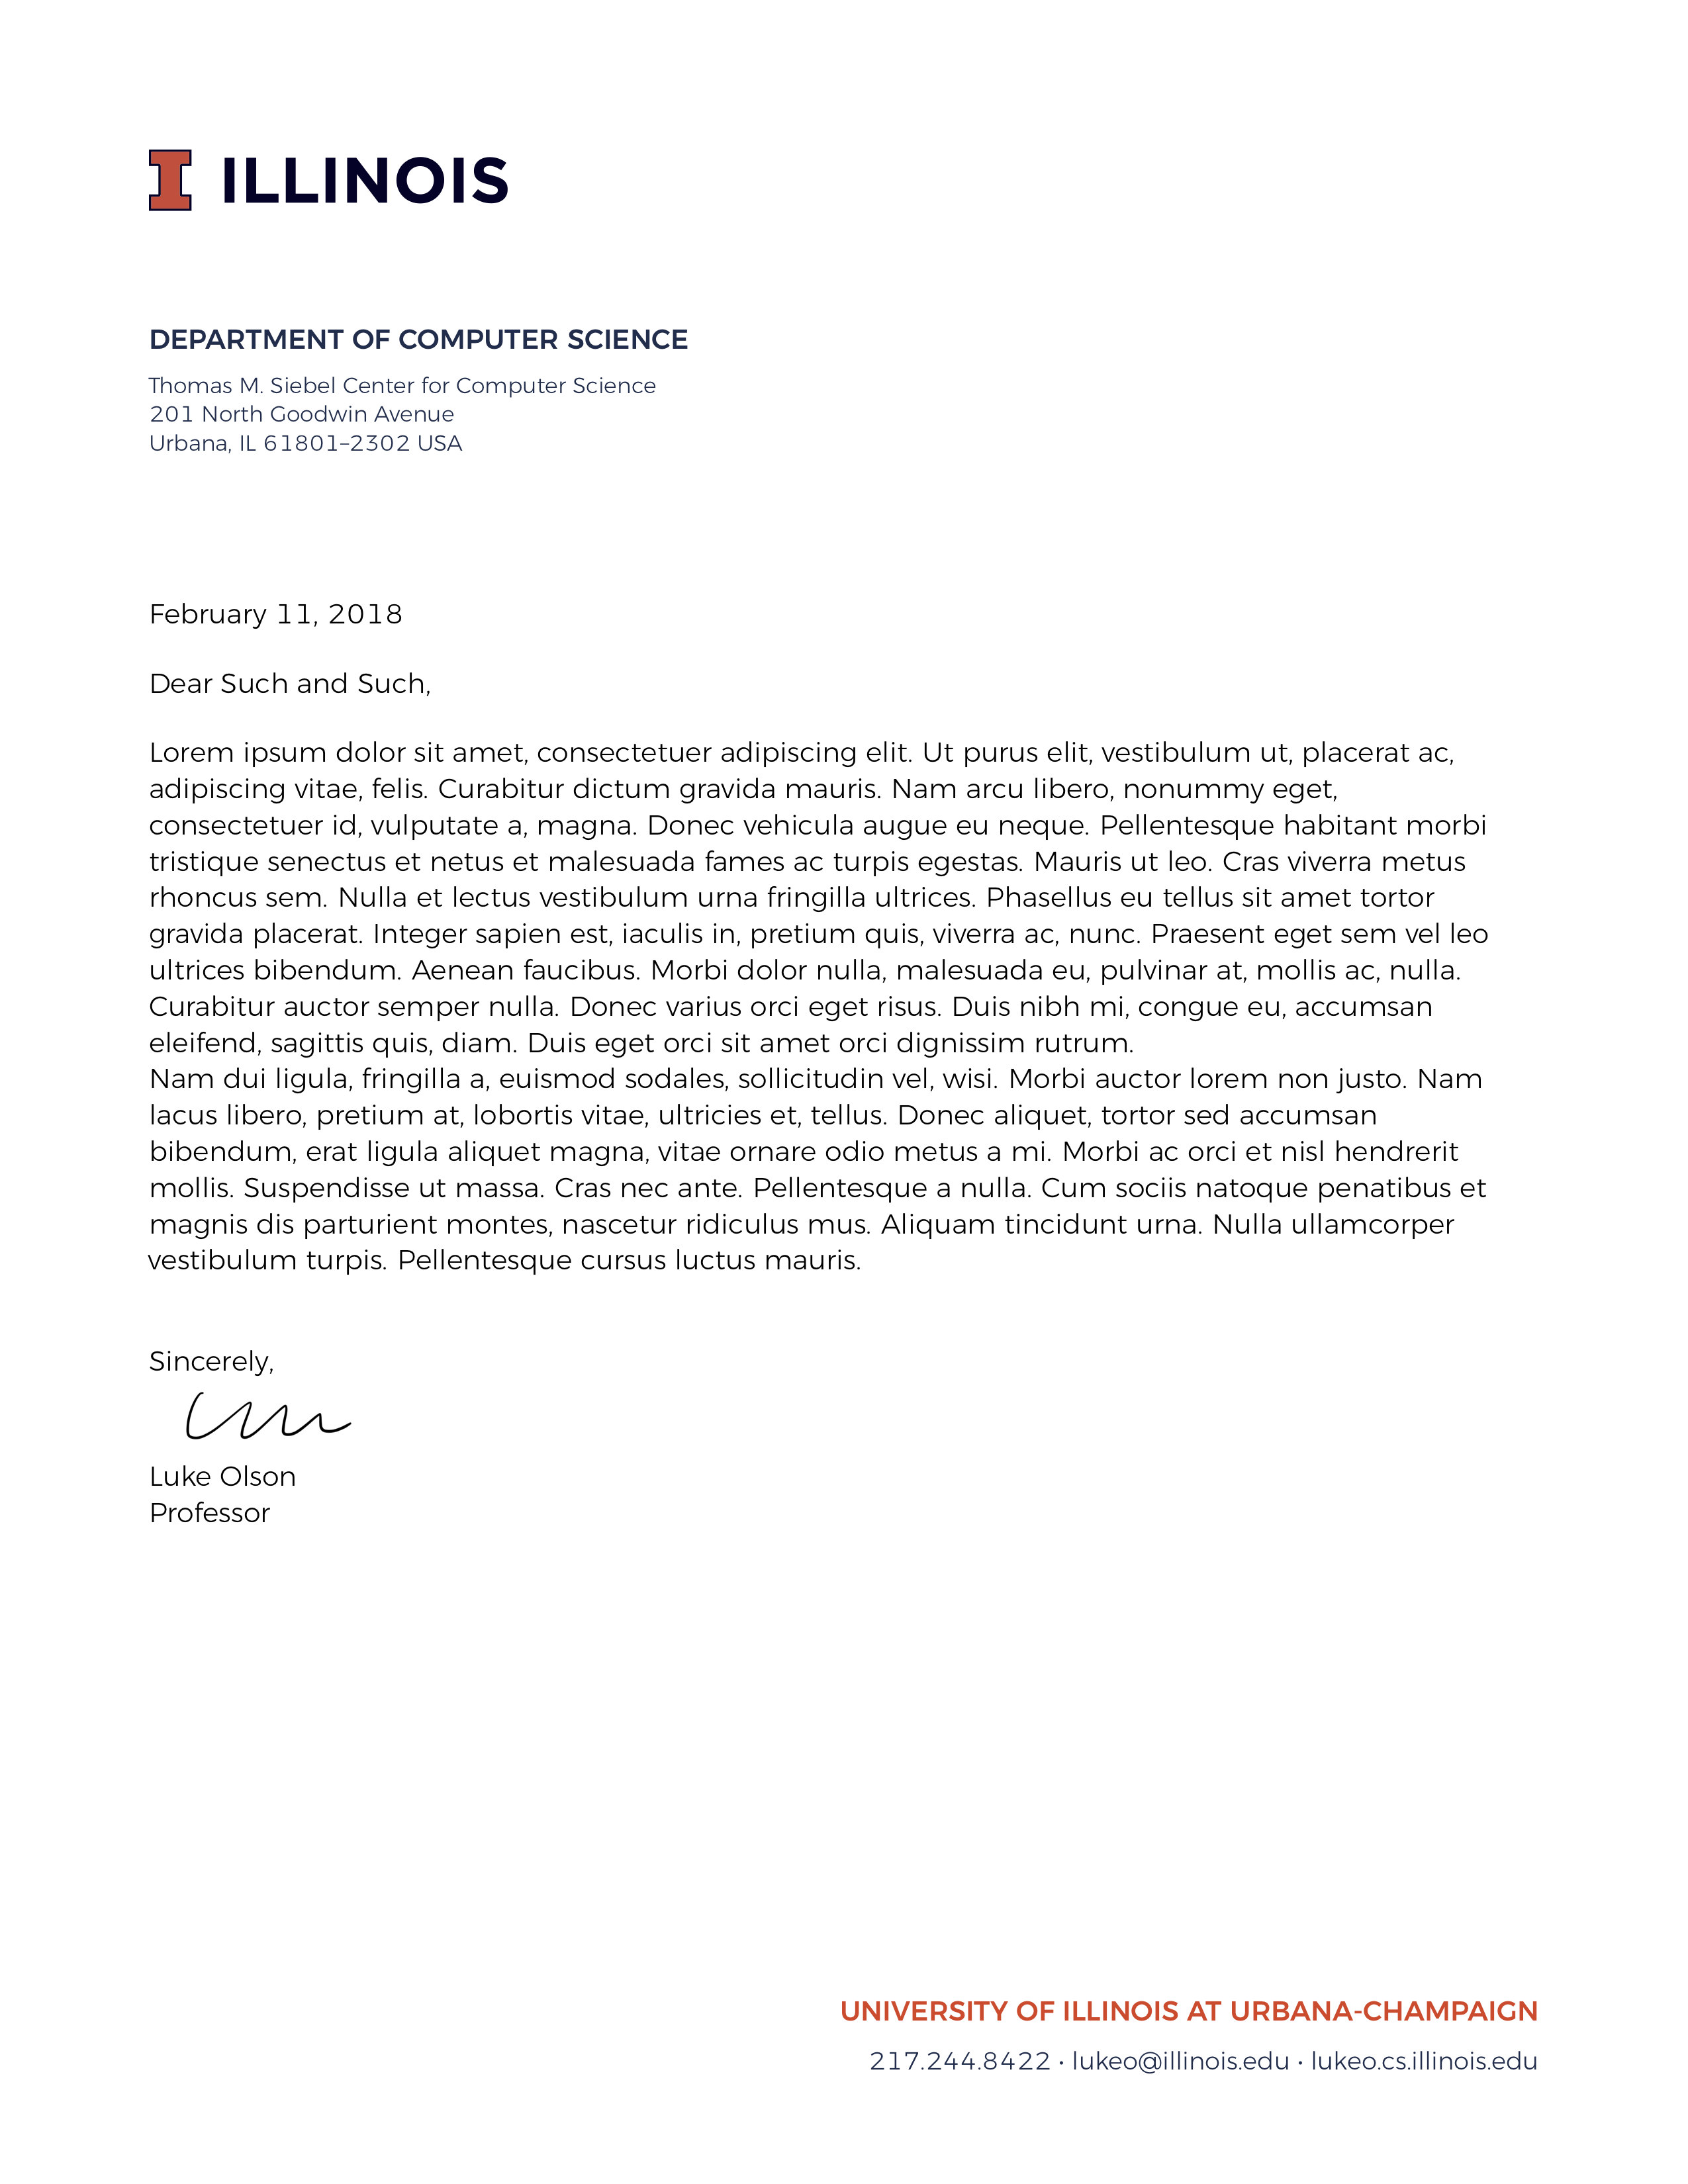 I ILLINOIS
DEPARTMENT OF COMPUTER SCIENCE
Thomas M. Siebel Center for Computer Science
201 North Goodwin Avenue
Urbana, IL 61801–2302 USA
February 11, 2018
Dear Such and Such,
Lorem ipsum dolor sit amet, consectetuer adipiscing elit. Ut purus elit, vestibulum ut, placerat ac,
adipiscing vitae, felis. Curabitur dictum gravida mauris. Nam arcu libero, nonummy eget,
consectetuer id, vulputate a, magna. Donec vehicula augue eu neque. Pellentesque habitant morbi
tristique senectus et netus et malesuada fames ac turpis egestas. Mauris ut leo. Cras viverra metus
rhoncus sem. Nulla et lectus vestibulum urna fringilla ultrices. Phasellus eu tellus sit amet tortor
gravida placerat. Integer sapien est, iaculis in, pretium quis, viverra ac, nunc. Praesent eget sem vel leo
ultrices bibendum. Aenean faucibus. Morbi dolor nulla, malesuada eu, pulvinar at, mollis ac, nulla.
Curabitur auctor semper nulla. Donec varius orci eget risus. Duis nibh mi, congue eu, accumsan
eleifend, sagittis quis, diam. Duis eget orci sit amet orci dignissim rutrum.
Nam dui ligula, fringilla a, euismod sodales, sollicitudin vel, wisi. Morbi auctor lorem non justo. Nam
lacus libero, pretium at, lobortis vitae, ultricies et, tellus. Donec aliquet, tortor sed accumsan
bibendum, erat ligula aliquet magna, vitae ornare odio metus a mi. Morbi ac orci et nisl hendrerit
mollis. Suspendisse ut massa. Cras nec ante. Pellentesque a nulla. Cum sociis natoque penatibus et
magnis dis parturient montes, nascetur ridiculus mus. Aliquam tincidunt urna. Nulla ullamcorper
vestibulum turpis. Pellentesque cursus luctus mauris.
Sincerely,
Luke Olson
Professor
UNIVERSITY OF ILLINOIS AT URBANA-CHAMPAIGN
217.244.8422 · lukeo@illinois.edu · lukeo.cs.illinois.edu